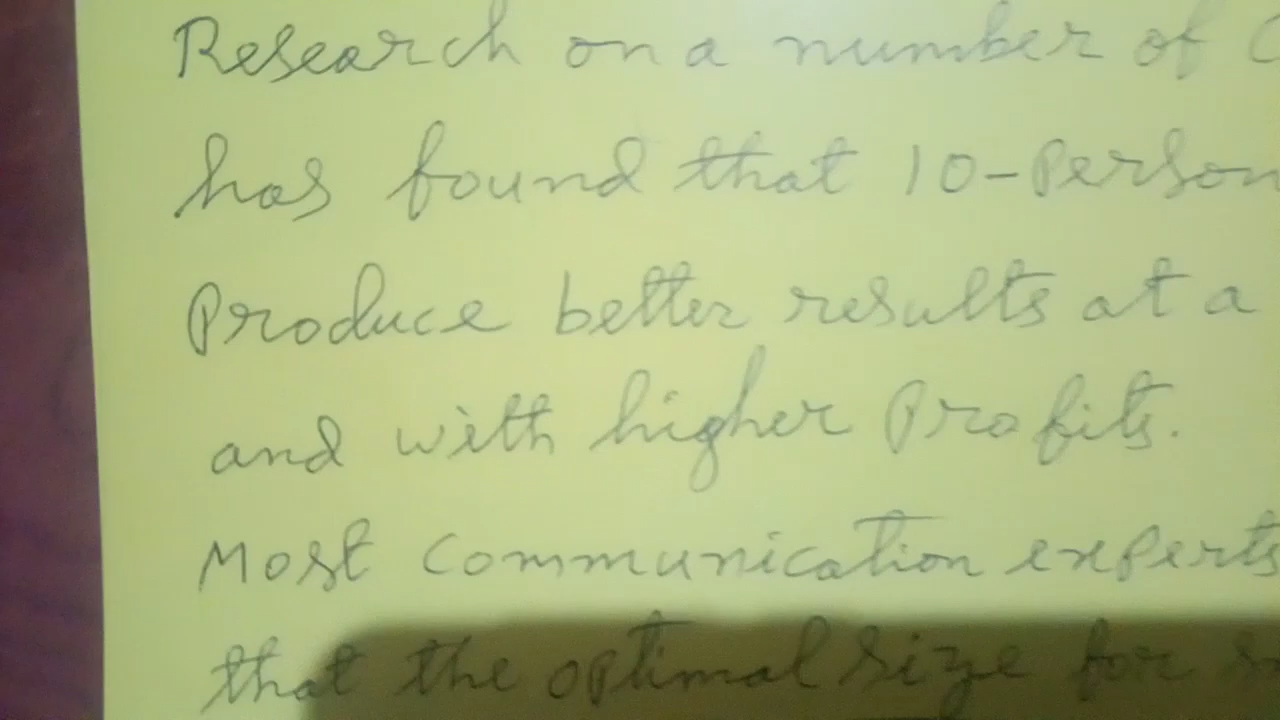 Research on a number of
has found that 10-Person
Produce better results at a
and with higher Profits.
Most Communication experts
that the optimal size for